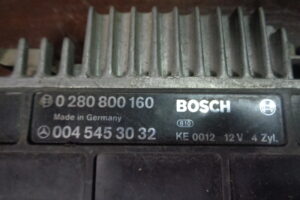 0 280 800 160 BOSCH
Made in Germany
004 545 30 32 KE 0012 12 V 4 Zyl.